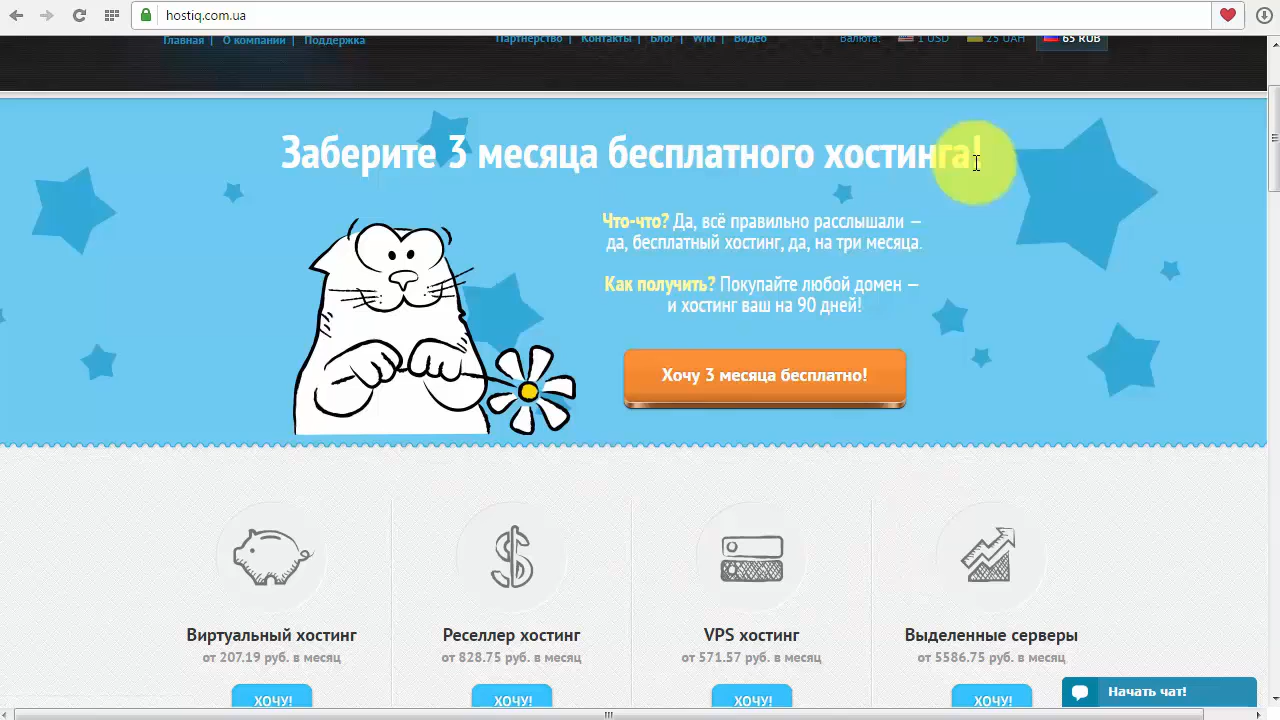 hostiq.com.ua
Главная | О компании | Поддержка
Партнерство | Контакты | Блог | Wiki | Видео
Валюта: 1 USD 25 UAH 65 RUB
Заберите 3 месяца бесплатного хостинга!
Что-что? Да, всё правильно расслышали —
да, бесплатный хостинг, да, на три месяца.
Как получить? Покупайте любой домен —
и хостинг ваш на 90 дней!
Хочу 3 месяца бесплатно!
Виртуальный хостинг
от 207.19 руб. в месяц
ХОЧУ!
Реселлер хостинг
от 828.75 руб. в месяц
ХОЧУ!
VPS хостинг
от 571.57 руб. в месяц
ХОЧУ!
Выделенные серверы
от 5586.75 руб. в месяц
ХОЧУ!
Начать чат!